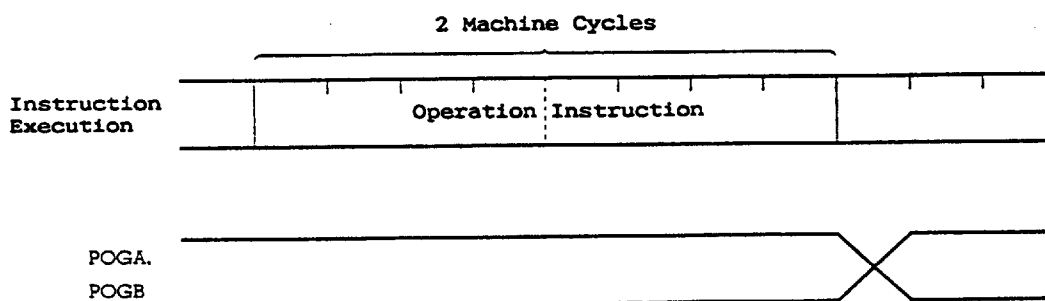 2 Machine Cycles
Instruction
Execution
Operation Instruction
POGA.
POGB